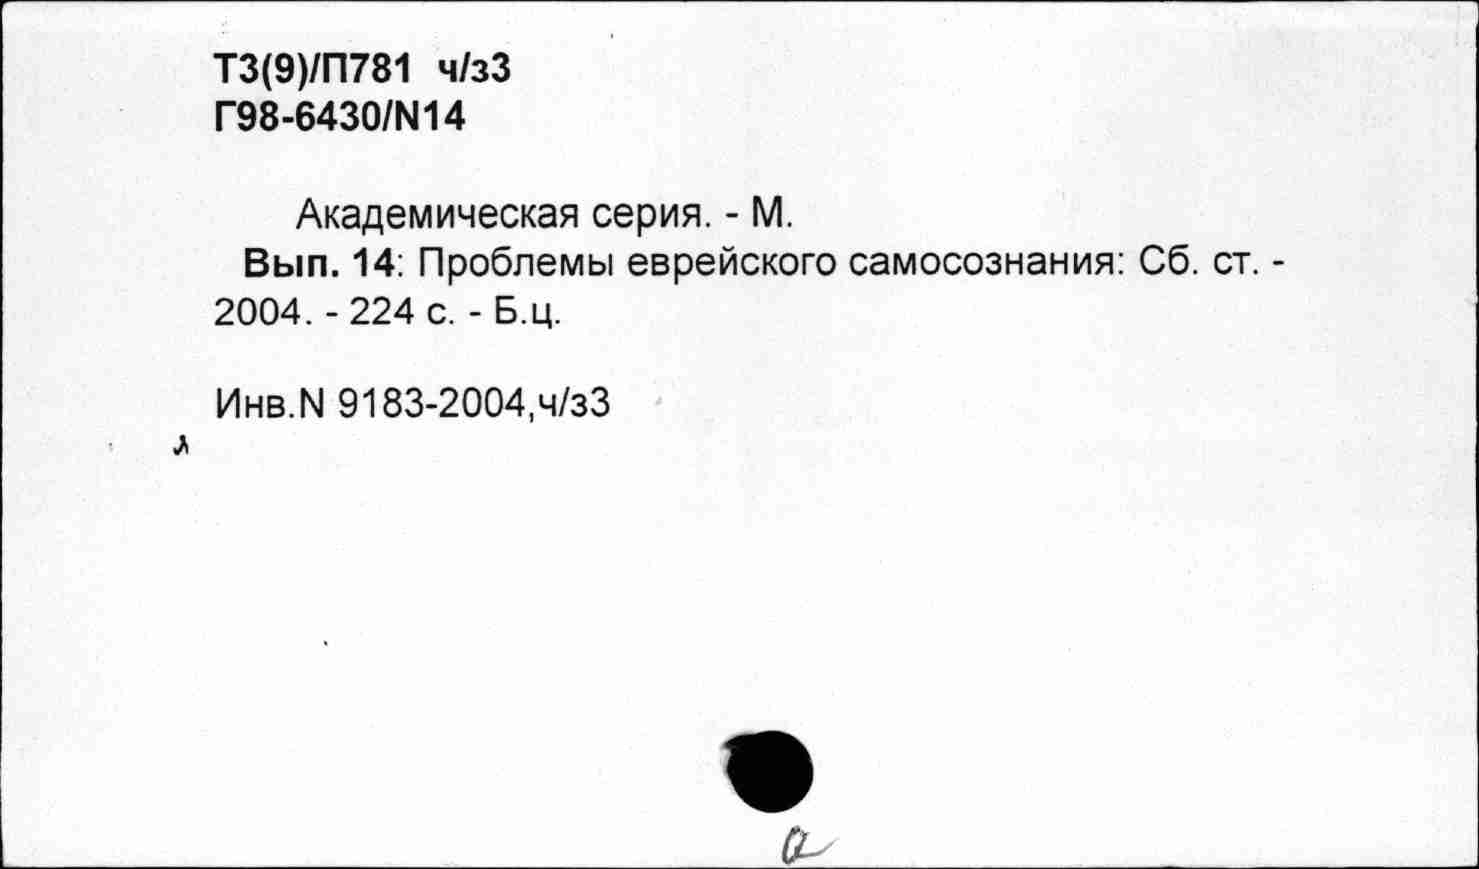 Т3(9)/П781 ч/з3
Г98-6430/N14
Академическая серия. - М.
Вып. 14: Проблемы еврейского самосознания: Сб. ст. -
2004. - 224 с. - Б.ц.
Инв.N 9183-2004,ч/з3
л